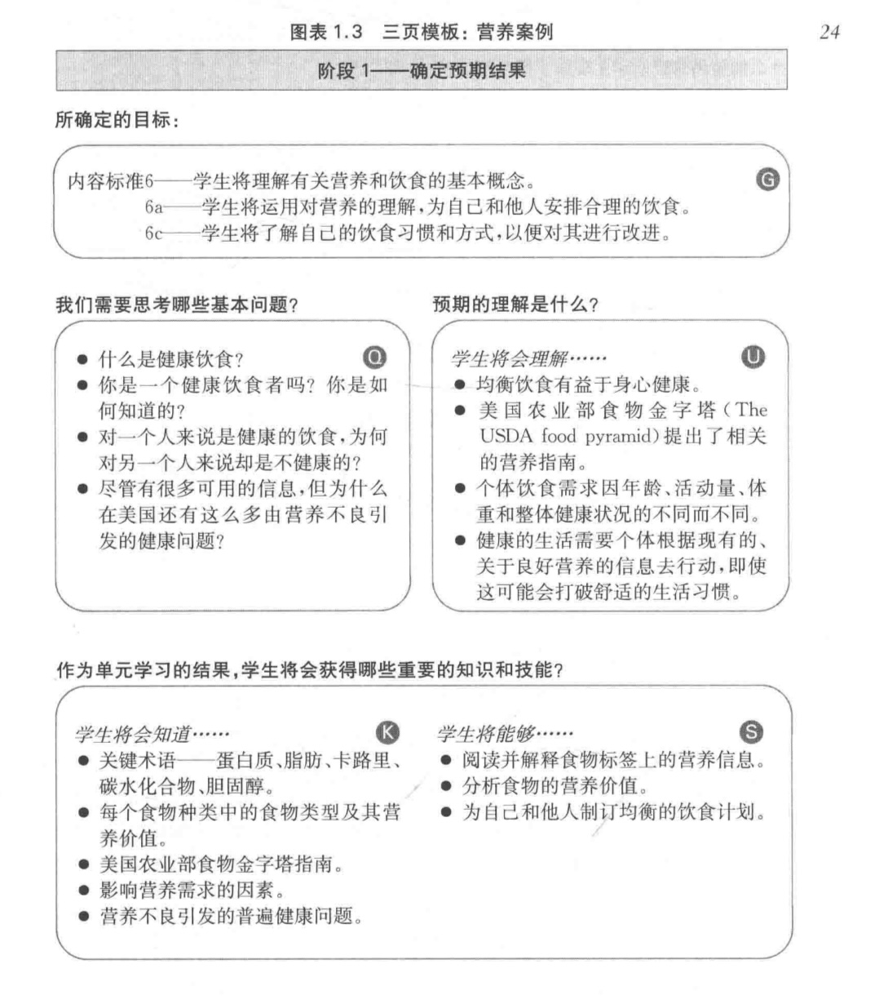 图表 1.3 三页模板：营养案例
24
阶段 1——确定预期结果
所确定的目标：
内容标准6——学生将理解有关营养和饮食的基本概念。
G
6a——学生将运用对营养的理解，为自己和他人安排合理的饮食。
6c——学生将了解自己的饮食习惯和方式，以便对其进行改进。
我们需要思考哪些基本问题？
● 什么是健康饮食？
Q
● 你是一个健康饮食者吗？你是如
何知道的？
● 对一个人来说是健康的饮食，为何
对另一个人来说却是不健康的？
● 尽管有很多可用的信息，但为什么
在美国还有这么多由营养不良引
发的健康问题？
预期的理解是什么？
学生将会理解……
U
● 均衡饮食有益于身心健康。
● 美国农业部食物金字塔（The
USDA food pyramid）提出了相关
的营养指南。
● 个体饮食需求因年龄、活动量、体
重和整体健康状况的不同而不同。
● 健康的生活需要个体根据现有的、
关于良好营养的信息去行动，即使
这可能会打破舒适的生活习惯。
作为单元学习的结果，学生将会获得哪些重要的知识和技能？
学生将会知道……
K
● 关键术语——蛋白质、脂肪、卡路里、
碳水化合物、胆固醇。
● 每个食物种类中的食物类型及其营
养价值。
● 美国农业部食物金字塔指南。
● 影响营养需求的因素。
● 营养不良引发的普遍健康问题。
学生将能够……
S
● 阅读并解释食物标签上的营养信息。
● 分析食物的营养价值。
● 为自己和他人制订均衡的饮食计划。